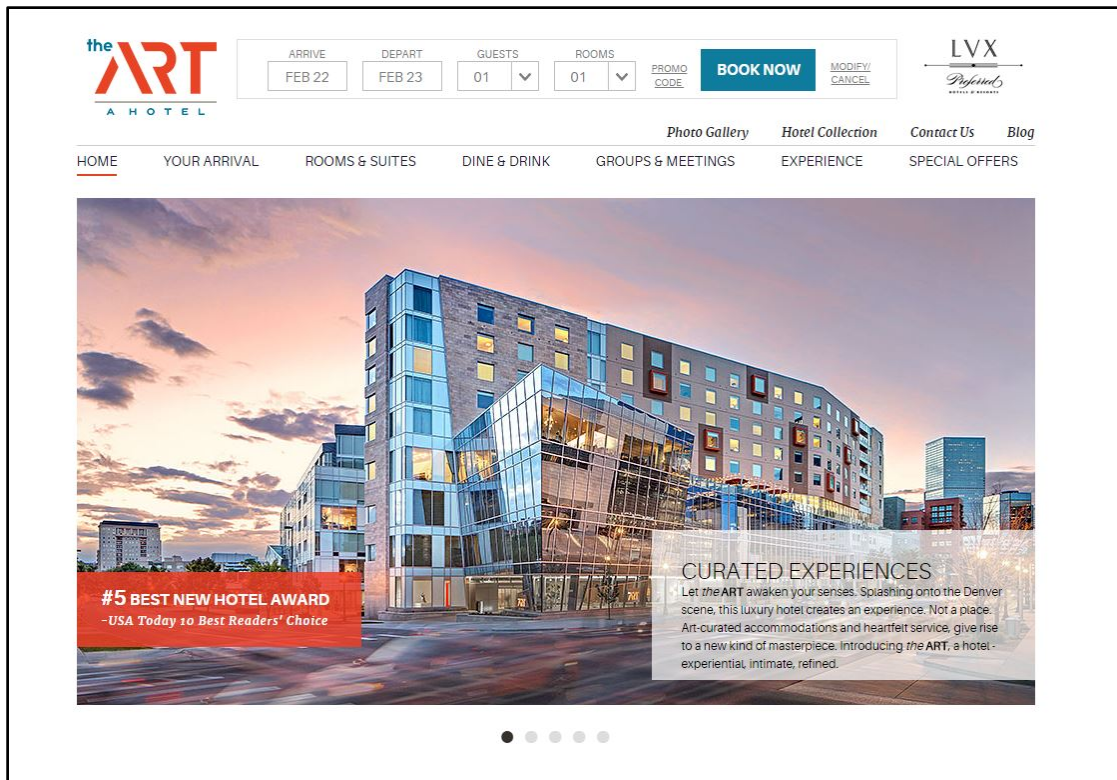 the ART
A HOTEL
ARRIVE DEPART GUESTS ROOMS
FEB 22 FEB 23 01 01
PROMO
CODE
BOOK NOW
MODIFY/
CANCEL
LVX
Preferred
HOTELS & RESORTS
Photo Gallery Hotel Collection Contact Us Blog
HOME YOUR ARRIVAL ROOMS & SUITES DINE & DRINK GROUPS & MEETINGS EXPERIENCE SPECIAL OFFERS
#5 BEST NEW HOTEL AWARD
-USA Today 10 Best Readers' Choice
CURATED EXPERIENCES
Let the ART awaken your senses. Splashing onto the Denver
scene, this luxury hotel creates an experience. Not a place.
Art-curated accommodations and heartfelt service, give rise
to a new kind of masterpiece. Introducing the ART, a hotel -
experiential, intimate, refined.